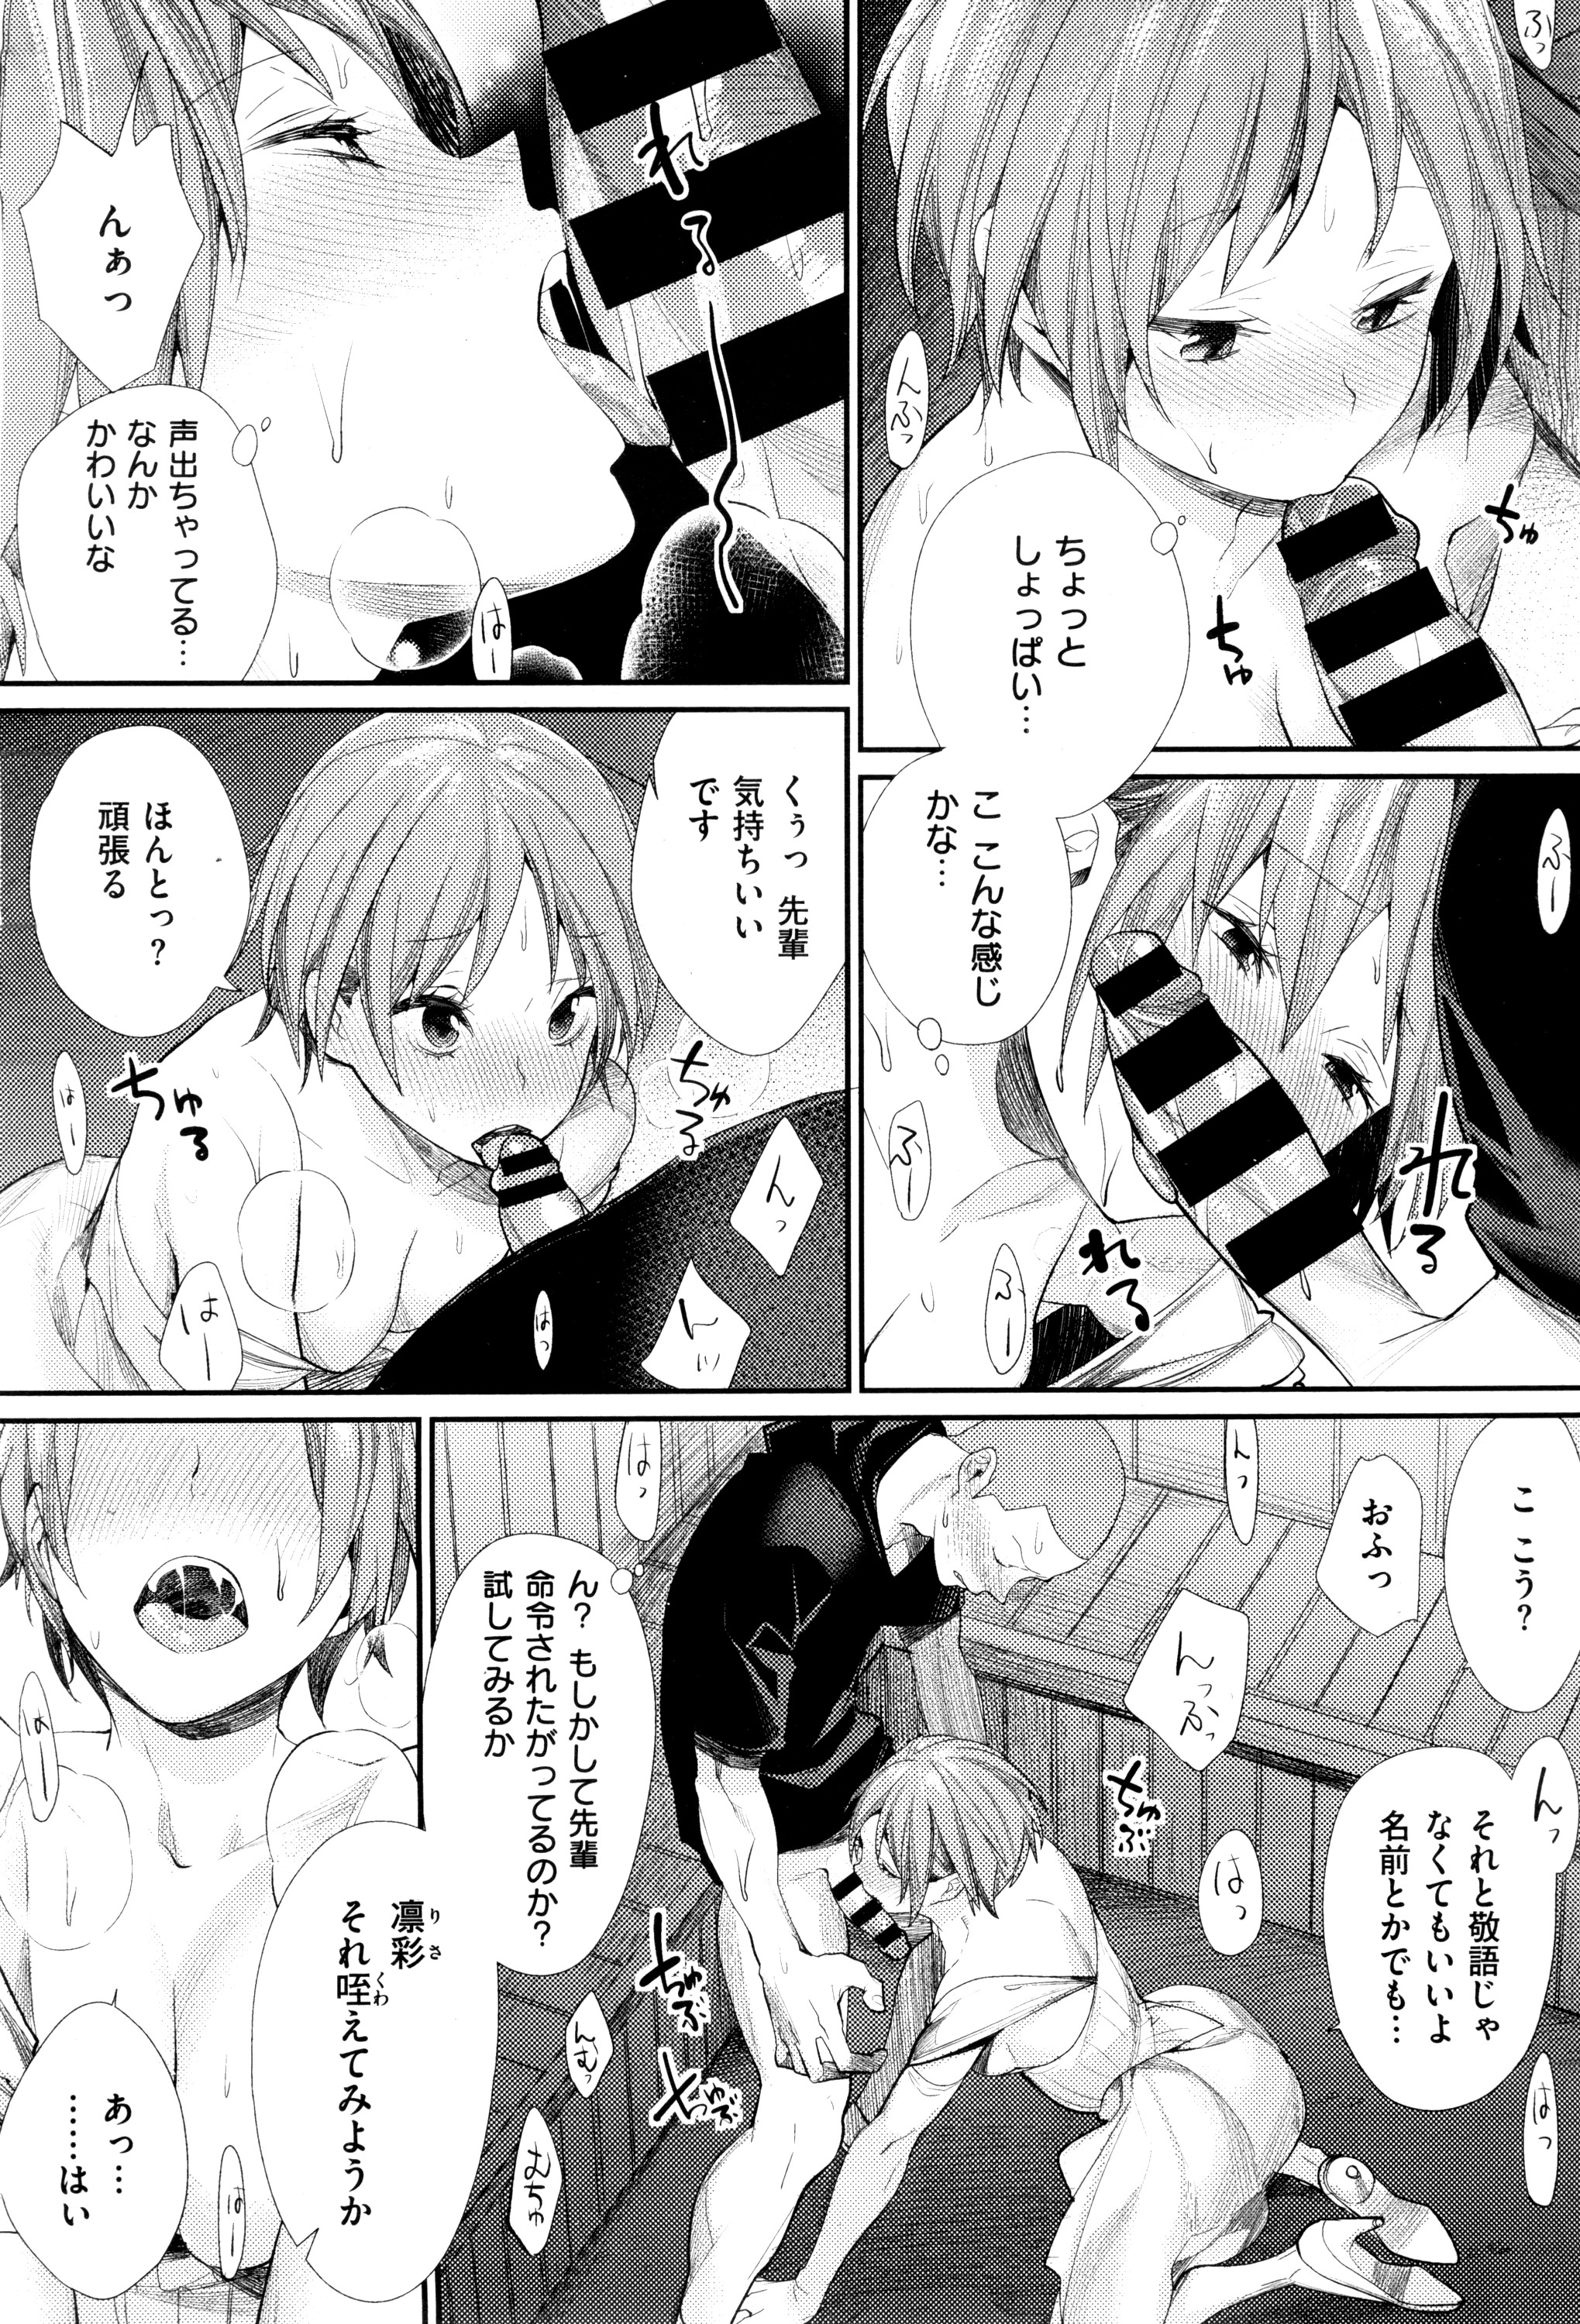 ふっ
んふっ
ちゅ
ちゅ
ちょっと
しょっぱい…
れ
る
んぁっ
声出ちゃってる…
なんか
かわいいな
はー
こ こんな感じ
かな…
ふー
ふー
ふー
れる
れる
くぅっ 先輩
気持ちいい
です
ほんとっ?
頑張る
ちゅる
ちゅる
んっ
はー
はー
はっ
こ こう?
おふっ
んっ
んっふっ
それと敬語じゃ
なくてもいいよ
名前とかでも…
んっ
はっ
はっ
はっ
ちゅぶ
ちゅぶ
ちゅぶっ
んむっ
むちゅ
ん? もしかして先輩
命令されたがってるのか?
試してみるか
凛彩
りさ
それ咥えてみようか
くわ
はー
はー
あっ…
……はい